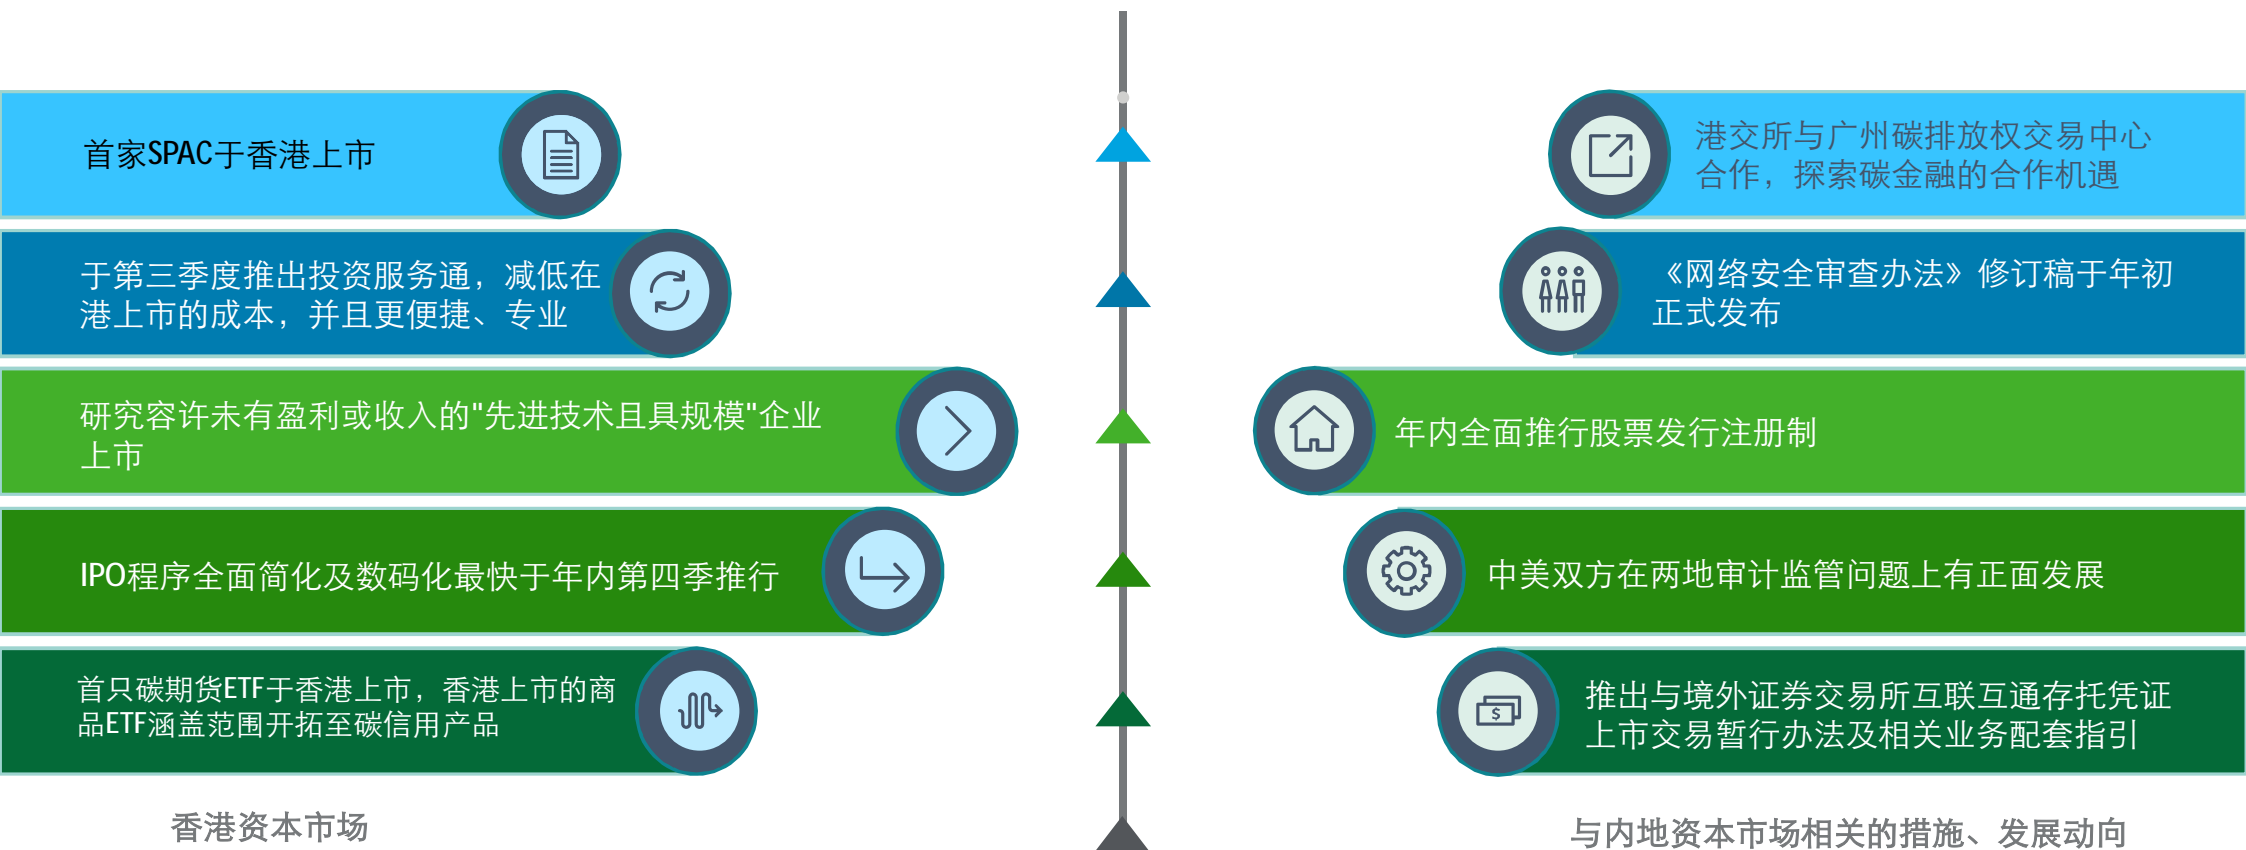 首家SPAC于香港上市
于第三季度推出投资服务通，减低在
港上市的成本，并且更便捷、专业
研究容许未有盈利或收入的"先进技术且具规模"企业
上市
IPO程序全面简化及数码化最快于年内第四季推行
首只碳期货ETF于香港上市，香港上市的商
品ETF涵盖范围开拓至碳信用产品
香港资本市场
港交所与广州碳排放权交易中心
合作，探索碳金融的合作机遇
《网络安全审查办法》修订稿于年初
正式发布
年内全面推行股票发行注册制
中美双方在两地审计监管问题上有正面发展
推出与境外证券交易所互联互通存托凭证
上市交易暂行办法及相关业务配套指引
与内地资本市场相关的措施、发展动向